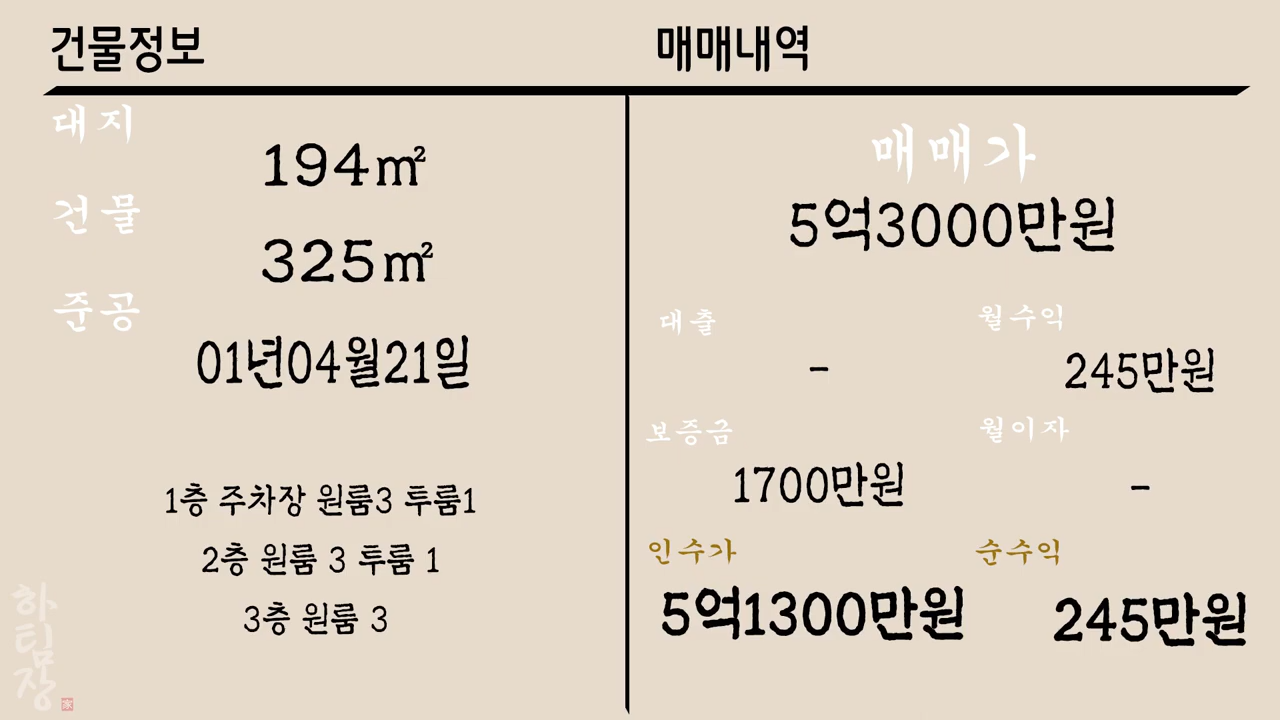 건물정보
대지
194㎡
건물
325㎡
준공
01년04월21일
1층 주차장 원룸3 투룸1
2층 원룸 3 투룸 1
3층 원룸 3
하팀장
매매내역
매매가
5억3000만원
대출
-
월수익
245만원
보증금
1700만원
월이자
-
인수가
5억1300만원
순수익
245만원